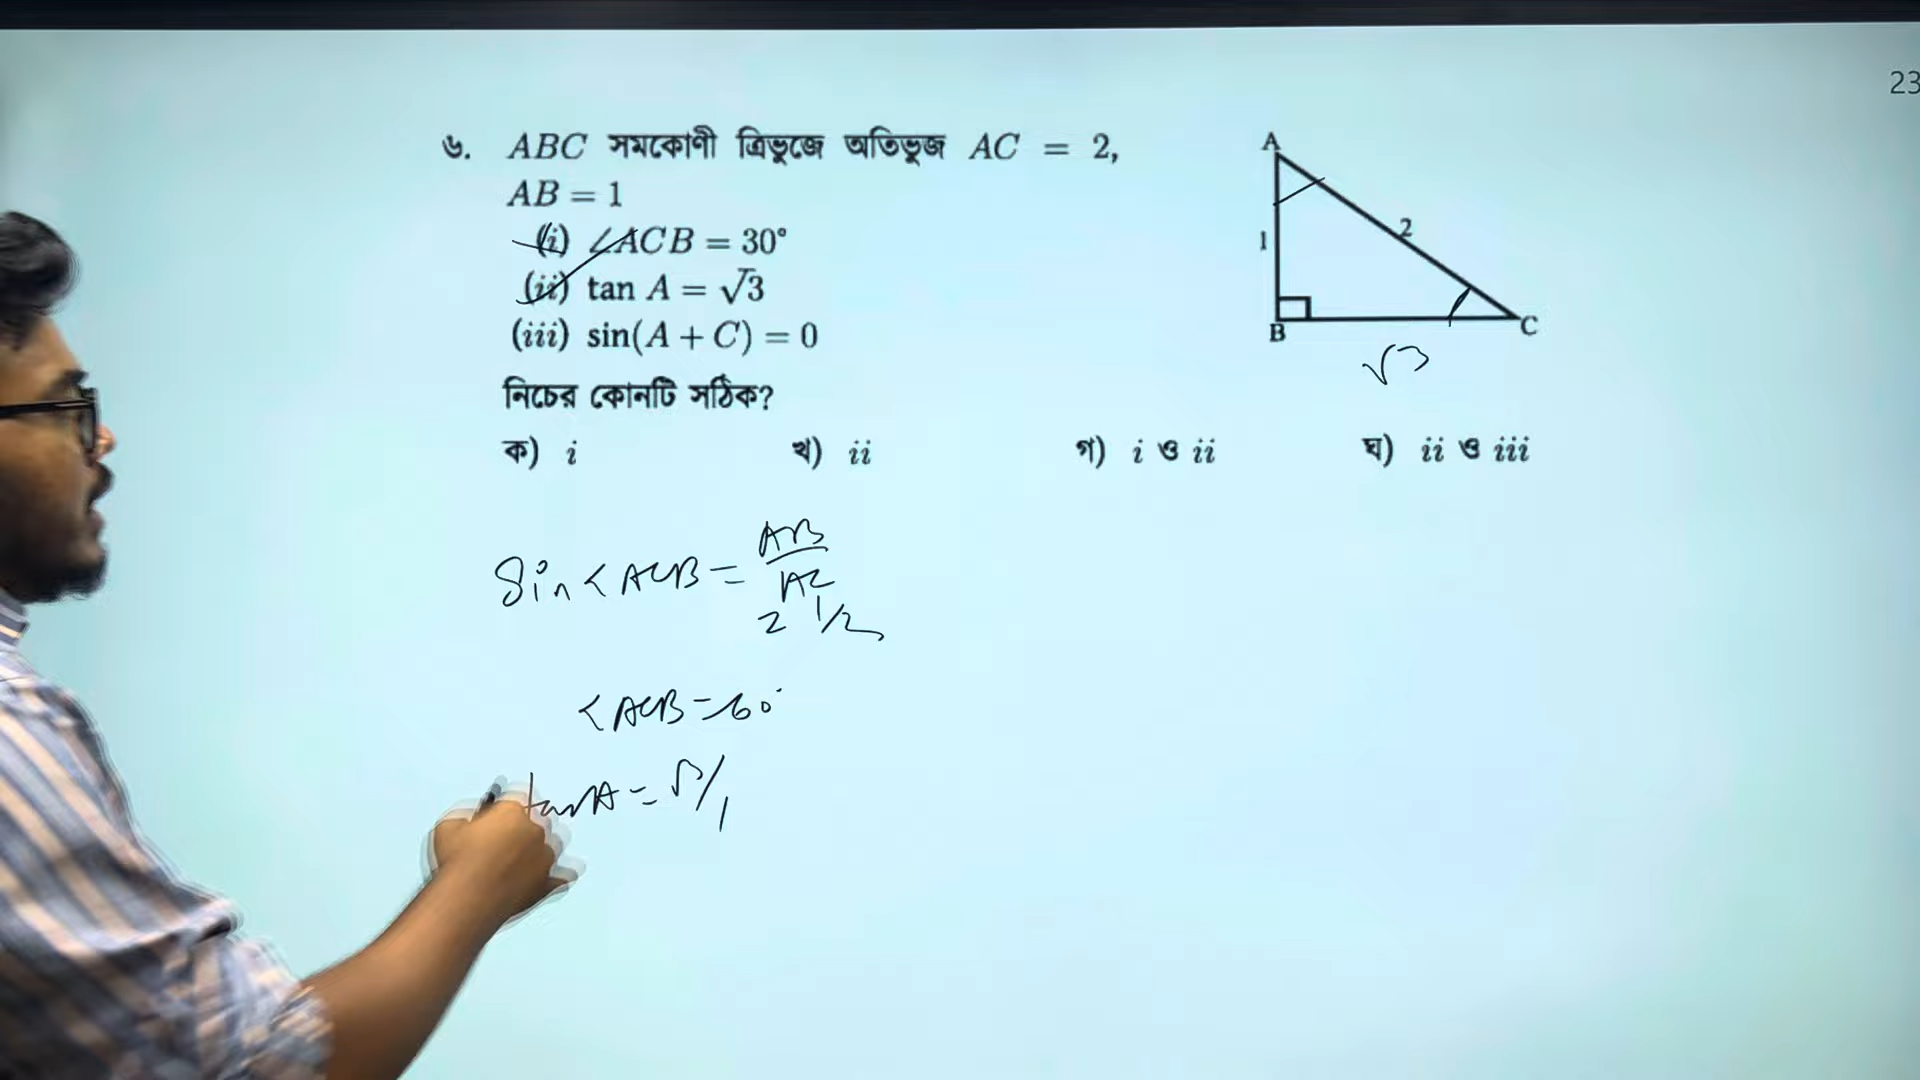 23
৬. ABC সমকোণী ত্রিভুজে অতিভুজ AC = 2,
AB = 1
(i) ∠ACB = 30°
(ii) tan A = √3
(iii) sin(A + C) = 0
নিচের কোনটি সঠিক?
ক) i খ) ii গ) i ও ii ঘ) ii ও iii
A
1
2
B
C
√3
Sin < ACB = AB/AC
= 1/2
< ACB = 60°
tanA = √3/1